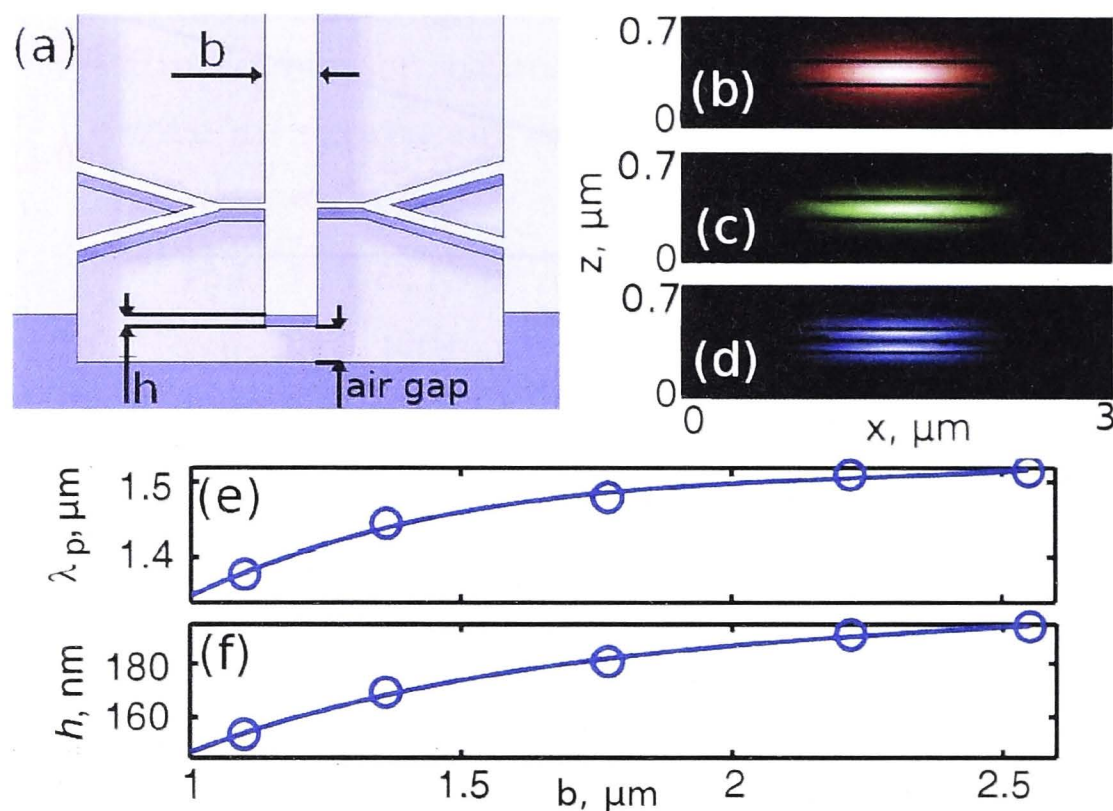 (a)
b
h
air gap
0.7
(b)
0
0.7
(c)
0
0.7
(d)
0
z, μm
0
3
x, μm
(e)
1.5
1.4
λp, μm
(f)
180
160
h, nm
1
1.5
2
2.5
b, μm